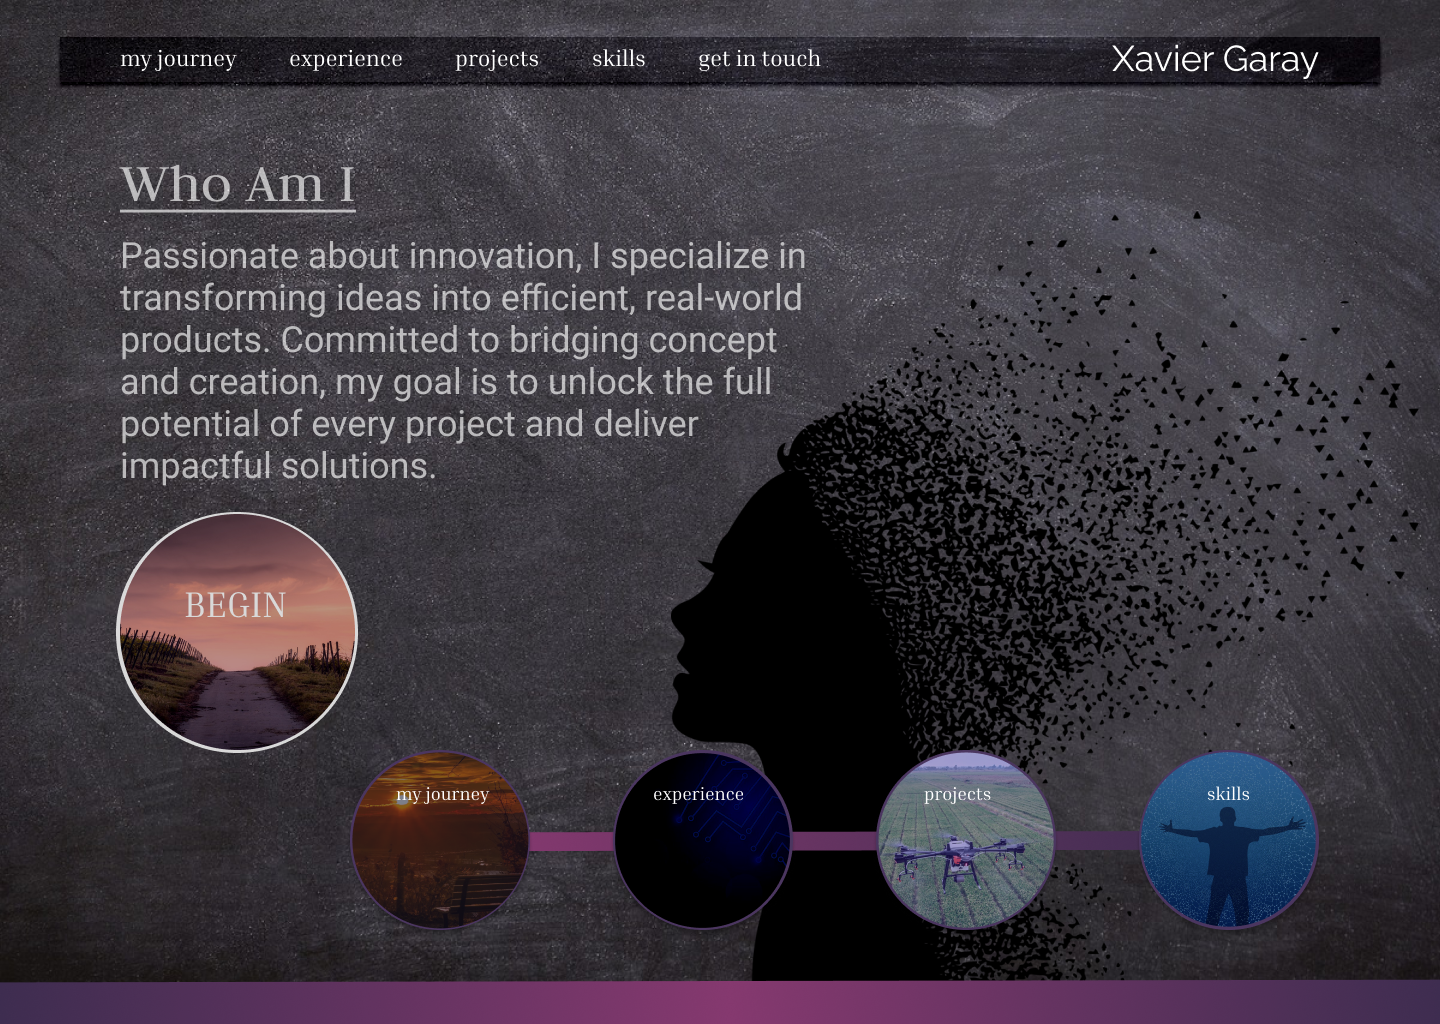 my journey experience projects skills get in touch Xavier Garay
Who Am I
Passionate about innovation, I specialize in
transforming ideas into efficient, real-world
products. Committed to bridging concept
and creation, my goal is to unlock the full
potential of every project and deliver
impactful solutions.
BEGIN
my journey experience projects skills